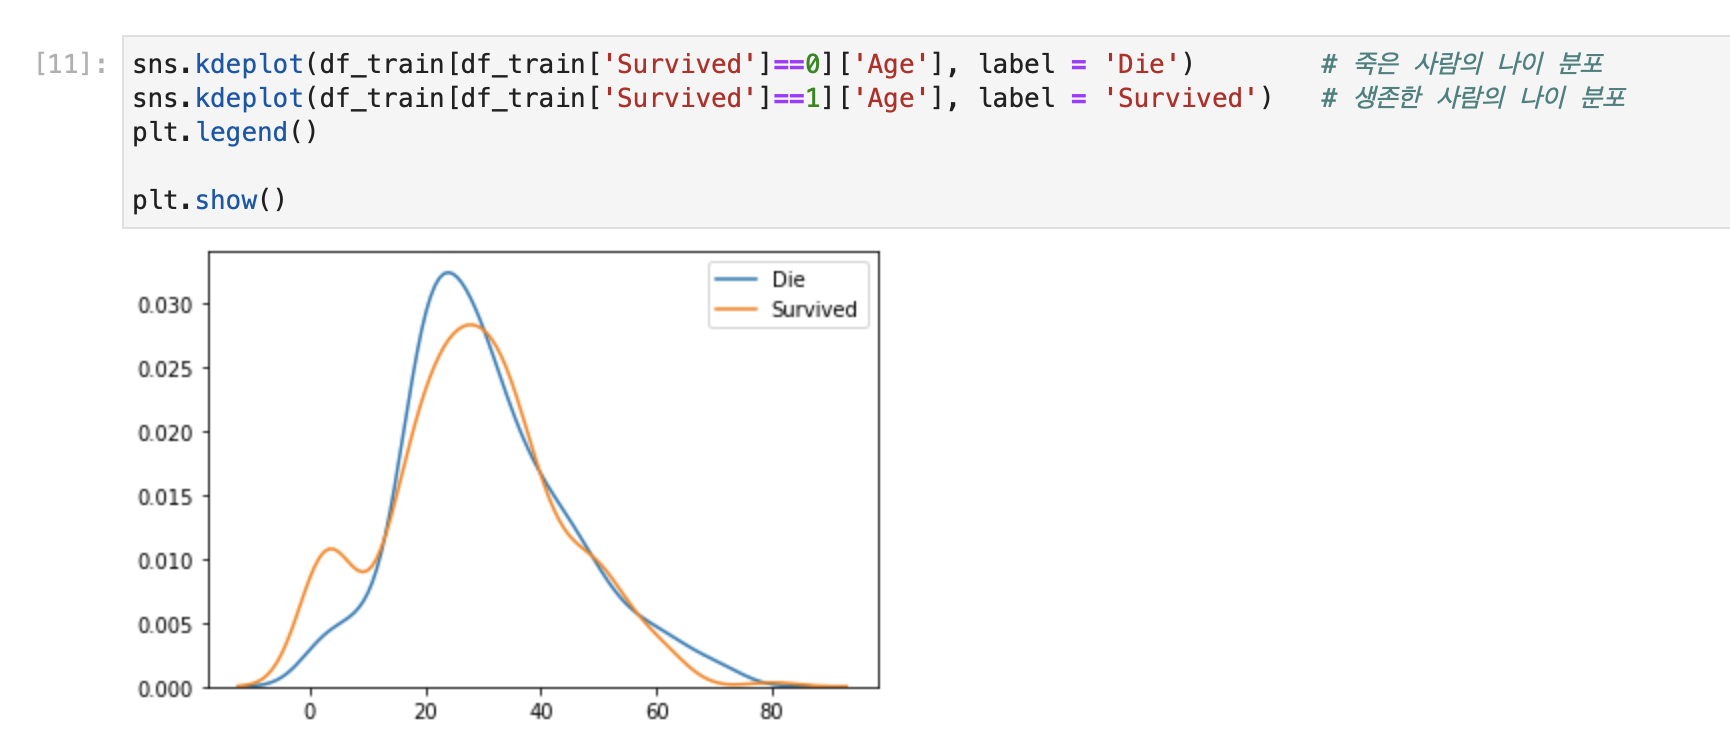 [11]: sns.kdeplot(df_train[df_train['Survived']==0]['Age'], label = 'Die')        # 죽은 사람의 나이 분포
sns.kdeplot(df_train[df_train['Survived']==1]['Age'], label = 'Survived')   # 생존한 사람의 나이 분포
plt.legend()
plt.show()
Die
Survived
0.030
0.025
0.020
0.015
0.010
0.005
0.000
0 20 40 60 80